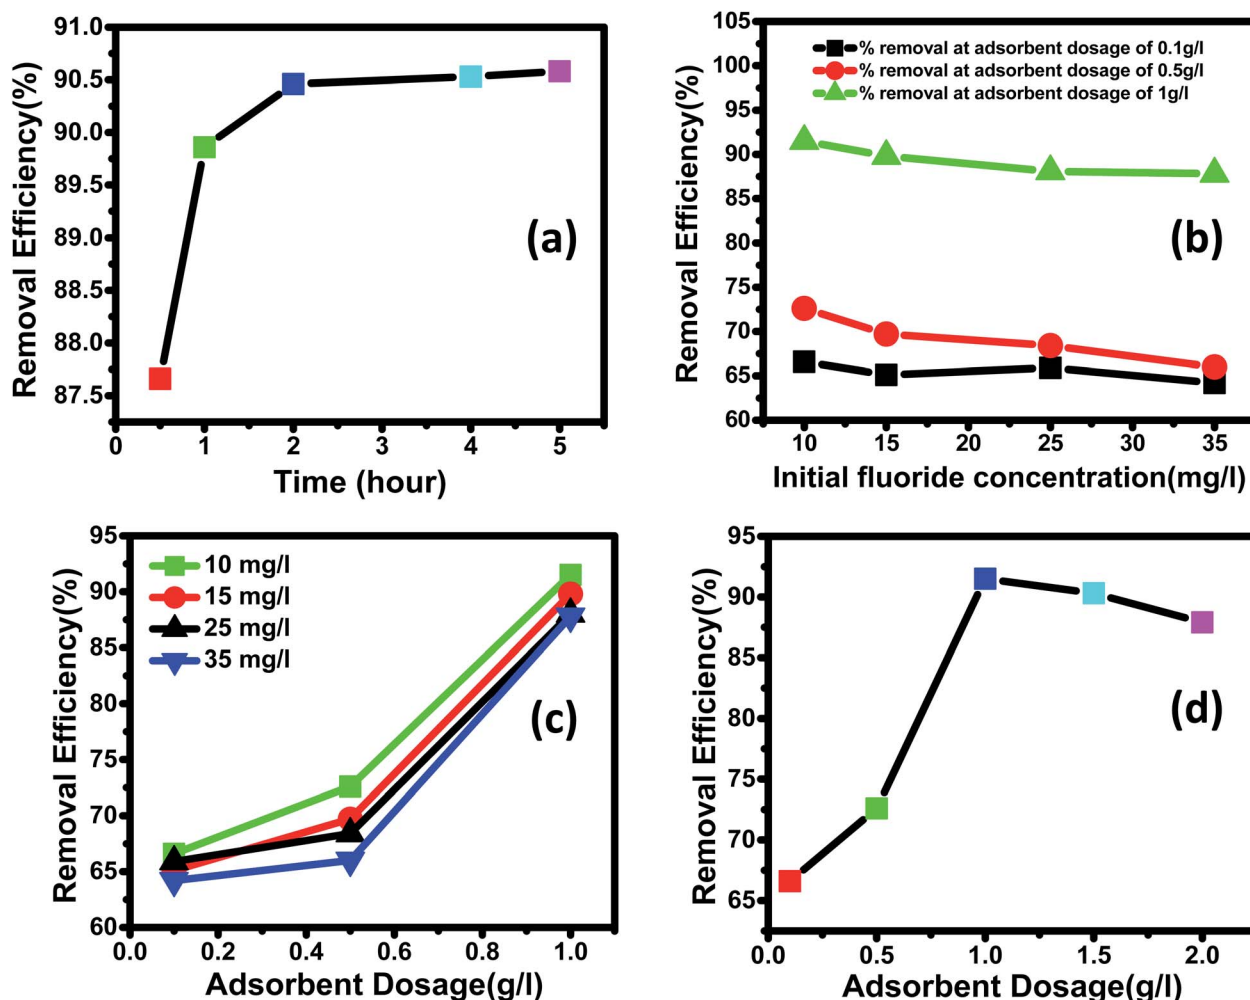 91.0
90.5
90.0
89.5
89.0
88.5
88.0
87.5
Removal Efficiency(%)
(a)
0 1 2 3 4 5
Time (hour)
105
100
95
90
85
80
75
70
65
60
Removal Efficiency(%)
% removal at adsorbent dosage of 0.1g/l
% removal at adsorbent dosage of 0.5g/l
% removal at adsorbent dosage of 1g/l
(b)
10 15 20 25 30 35
Initial fluoride concentration(mg/l)
95
90
85
80
75
70
65
60
Removal Efficiency(%)
10 mg/l
15 mg/l
25 mg/l
35 mg/l
(c)
0.0 0.2 0.4 0.6 0.8 1.0
Adsorbent Dosage(g/l)
95
90
85
80
75
70
65
Removal Efficiency(%)
(d)
0.0 0.5 1.0 1.5 2.0
Adsorbent Dosage(g/l)